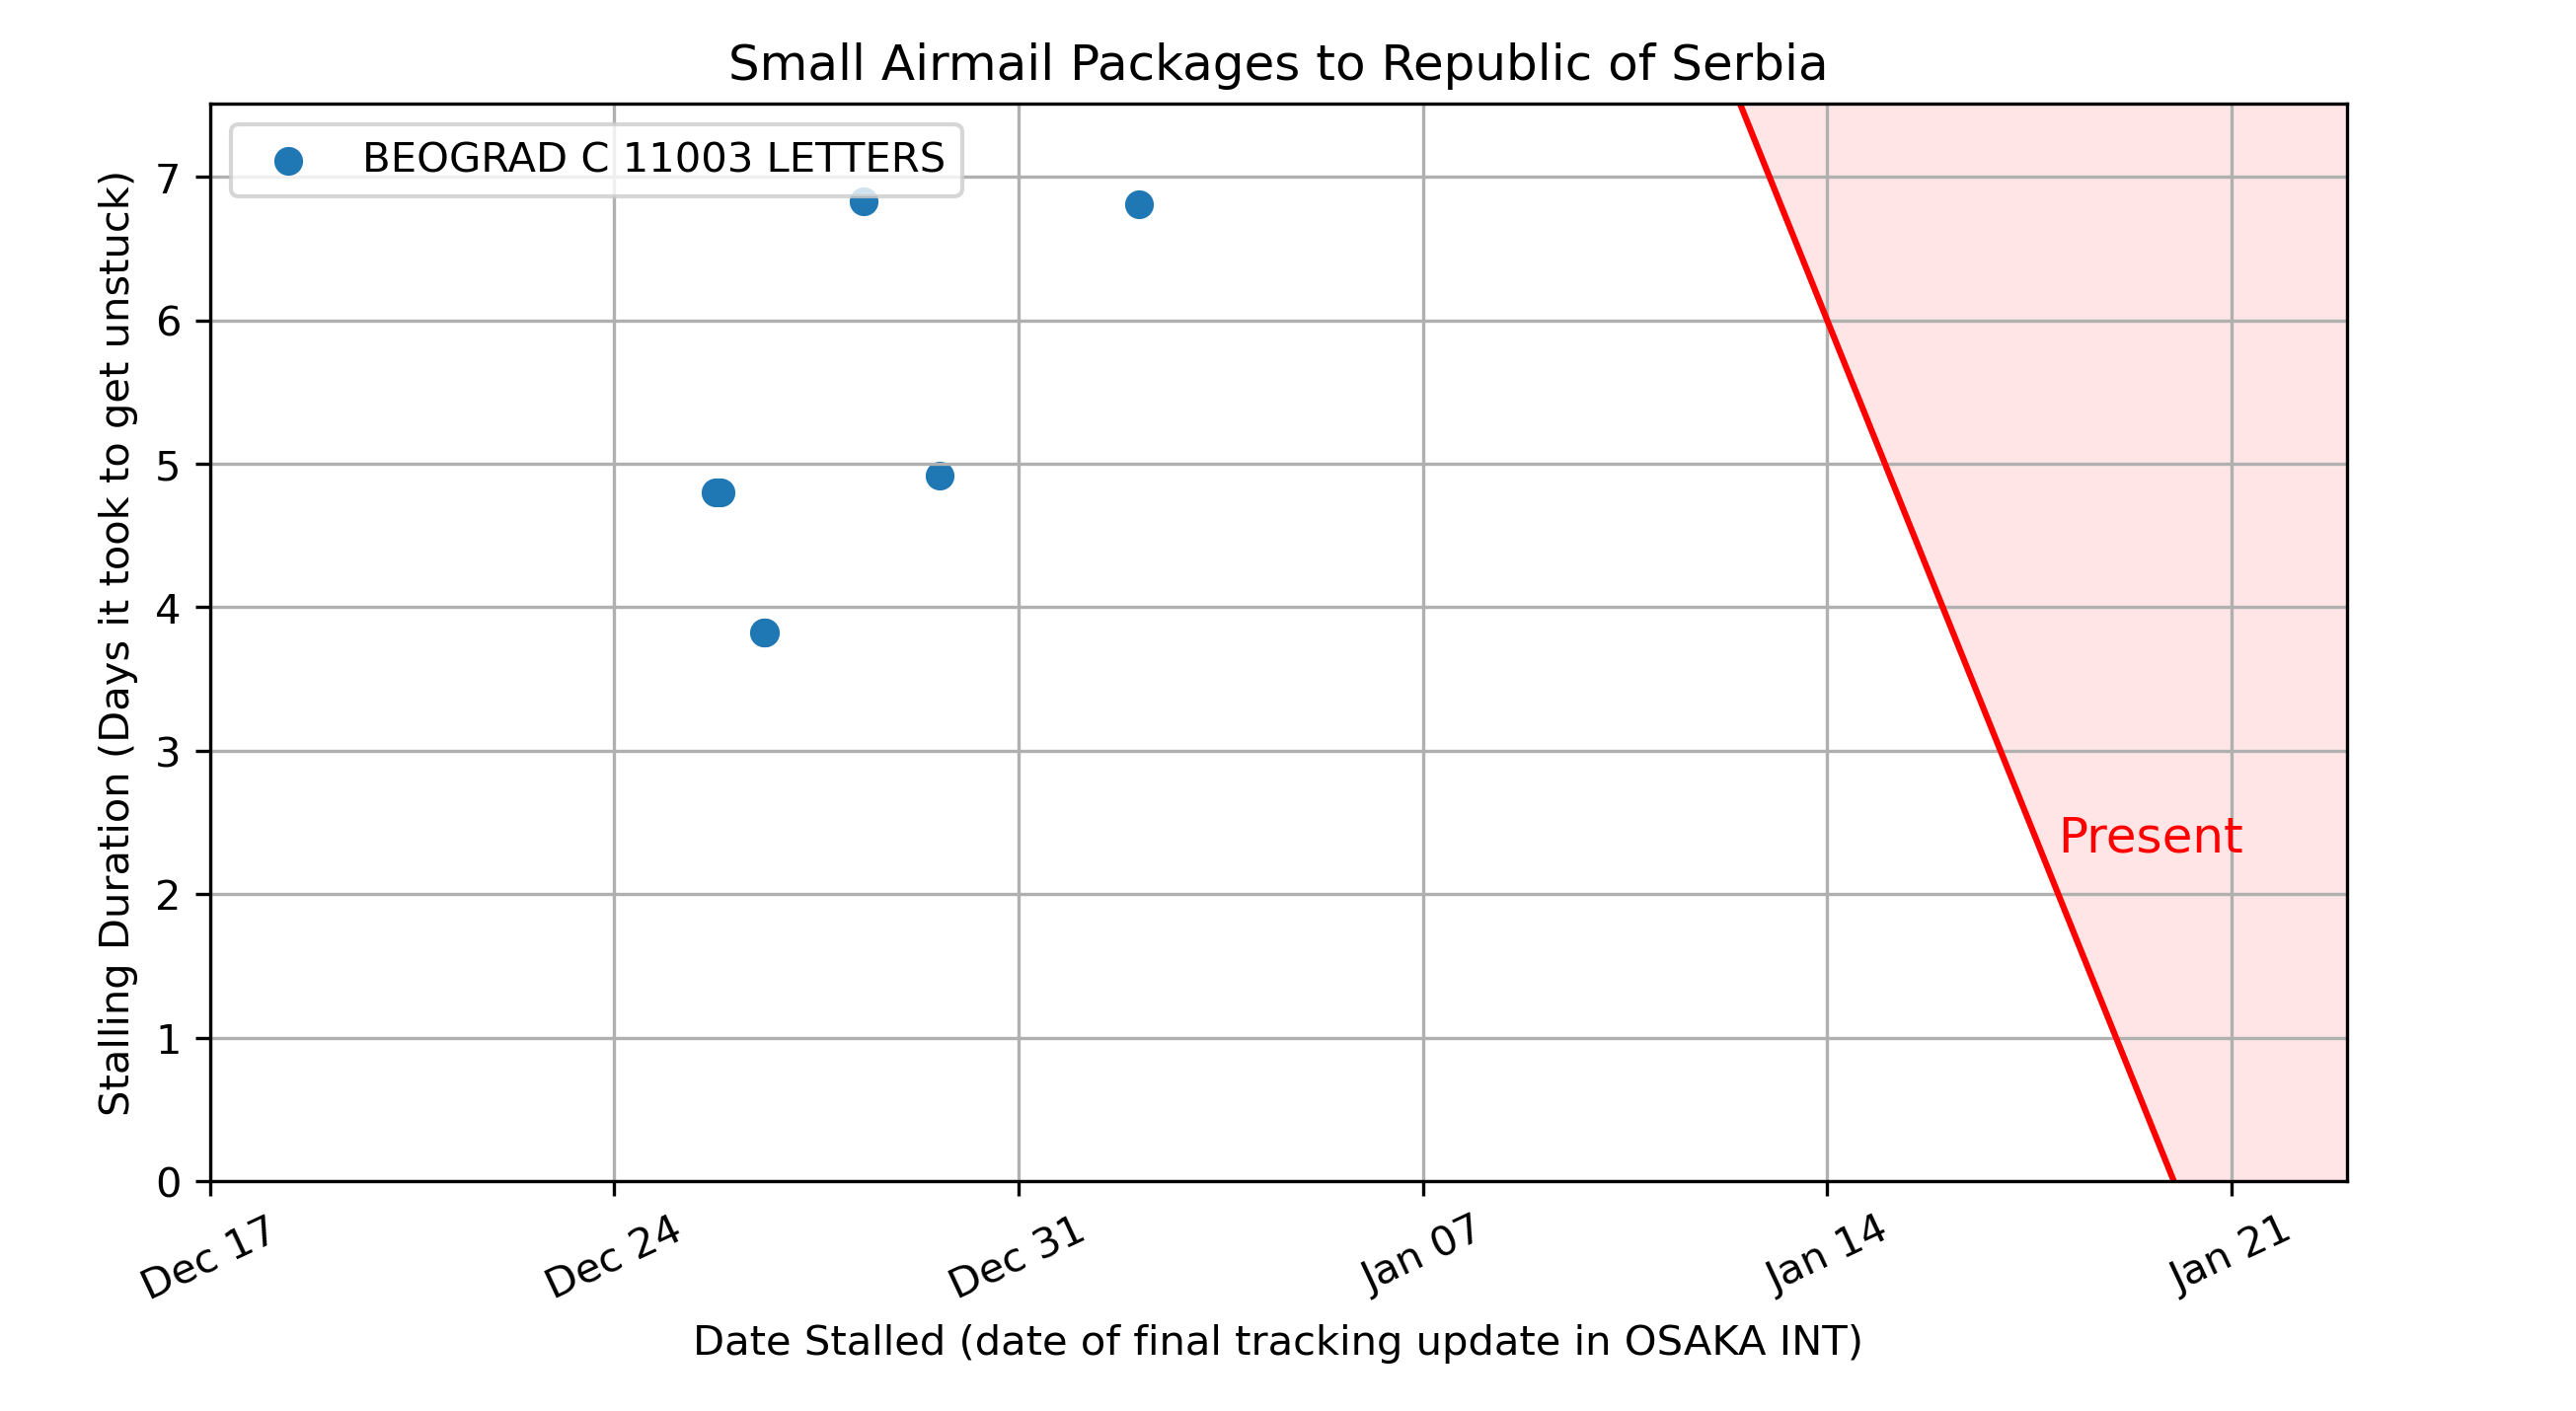 Small Airmail Packages to Republic of Serbia
BEOGRAD C 11003 LETTERS
Stalling Duration (Days it took to get unstuck)
7
6
5
4
3
2
1
0
Present
Dec 17
Dec 24
Dec 31
Jan 07
Jan 14
Jan 21
Date Stalled (date of final tracking update in OSAKA INT)